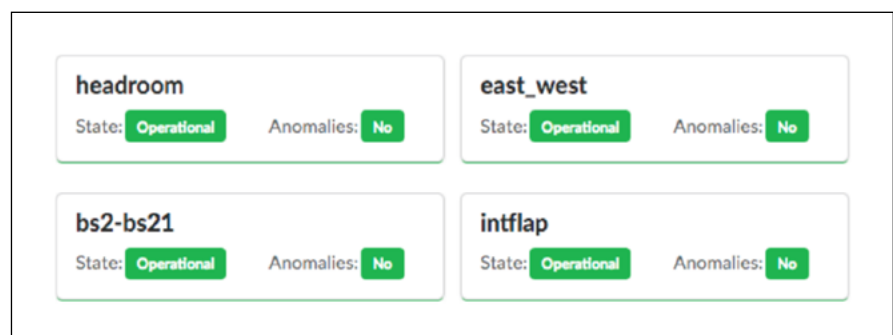 headroom
State: Operational Anomalies: No
east_west
State: Operational Anomalies: No
bs2-bs21
State: Operational Anomalies: No
intflap
State: Operational Anomalies: No